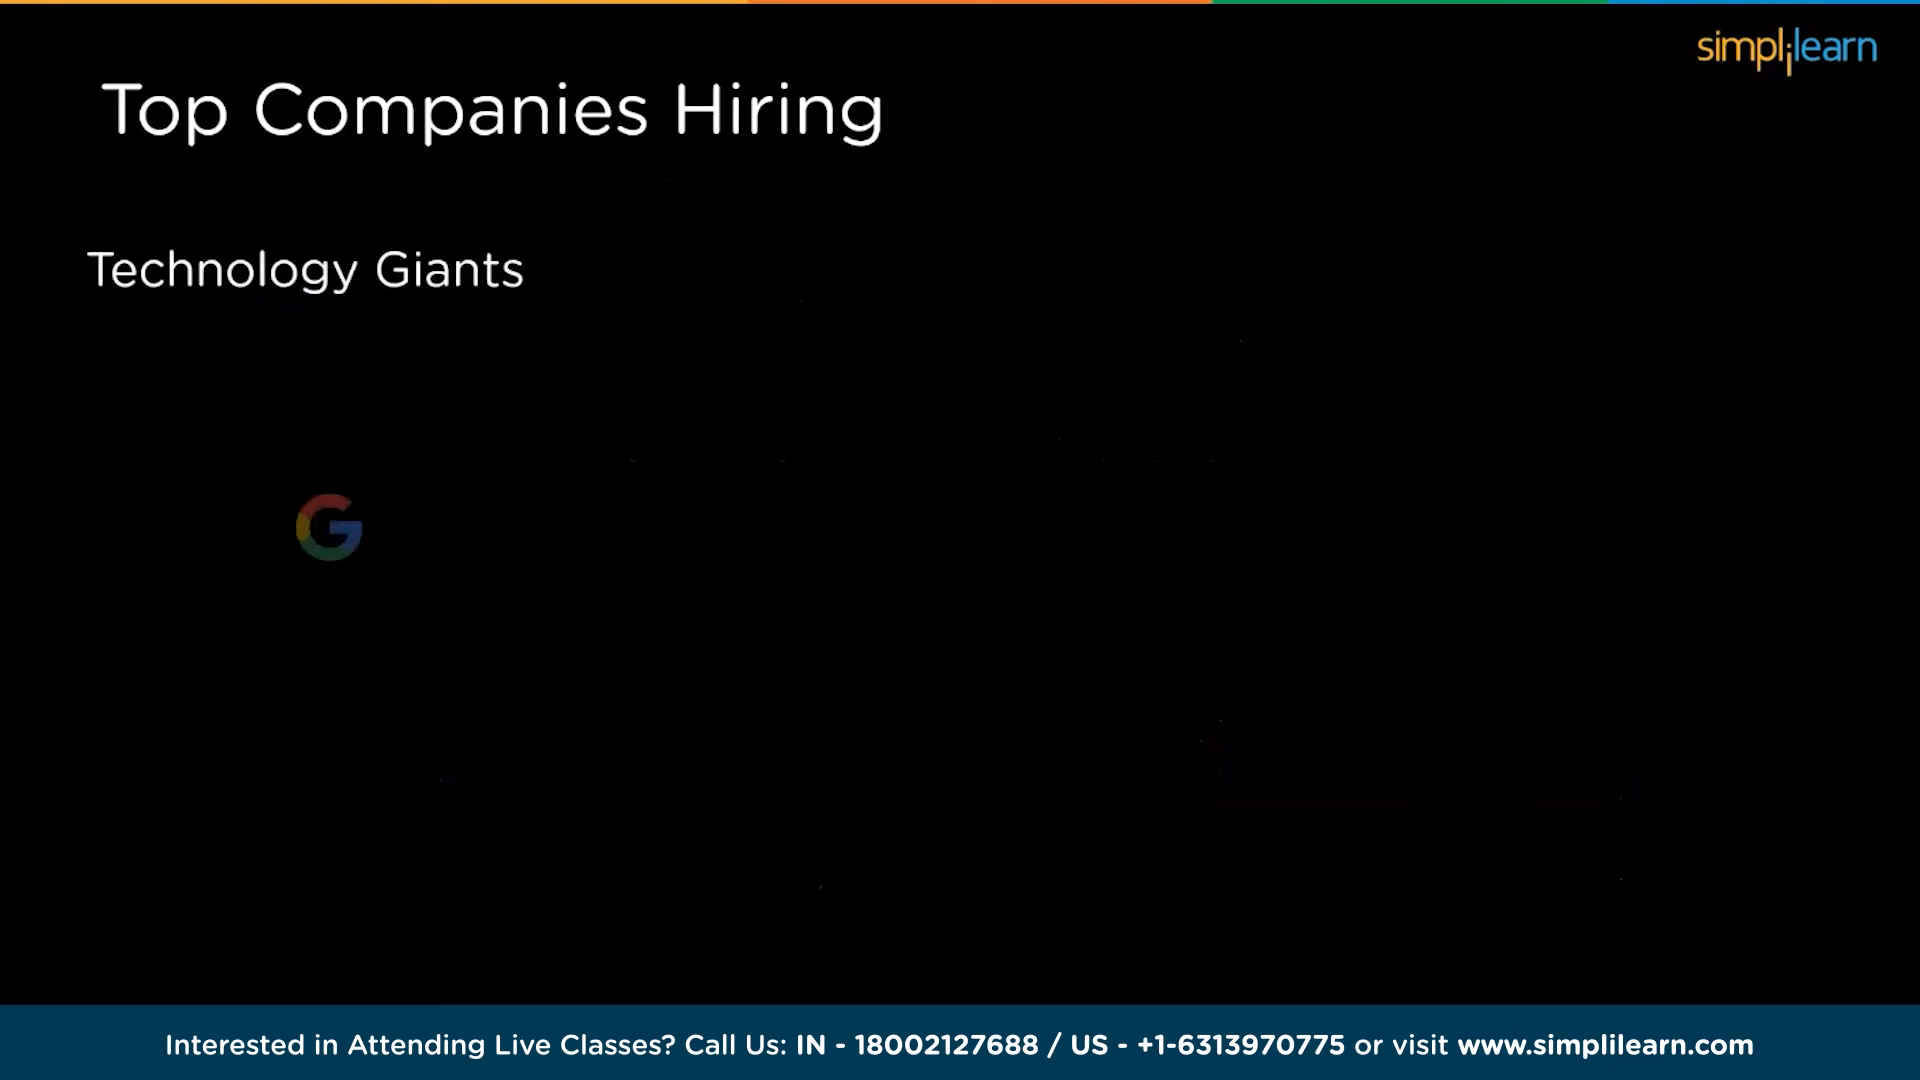 simplilearn
Top Companies Hiring
Technology Giants
G
Interested in Attending Live Classes? Call Us: IN - 18002127688 / US - +1-6313970775 or visit www.simplilearn.com